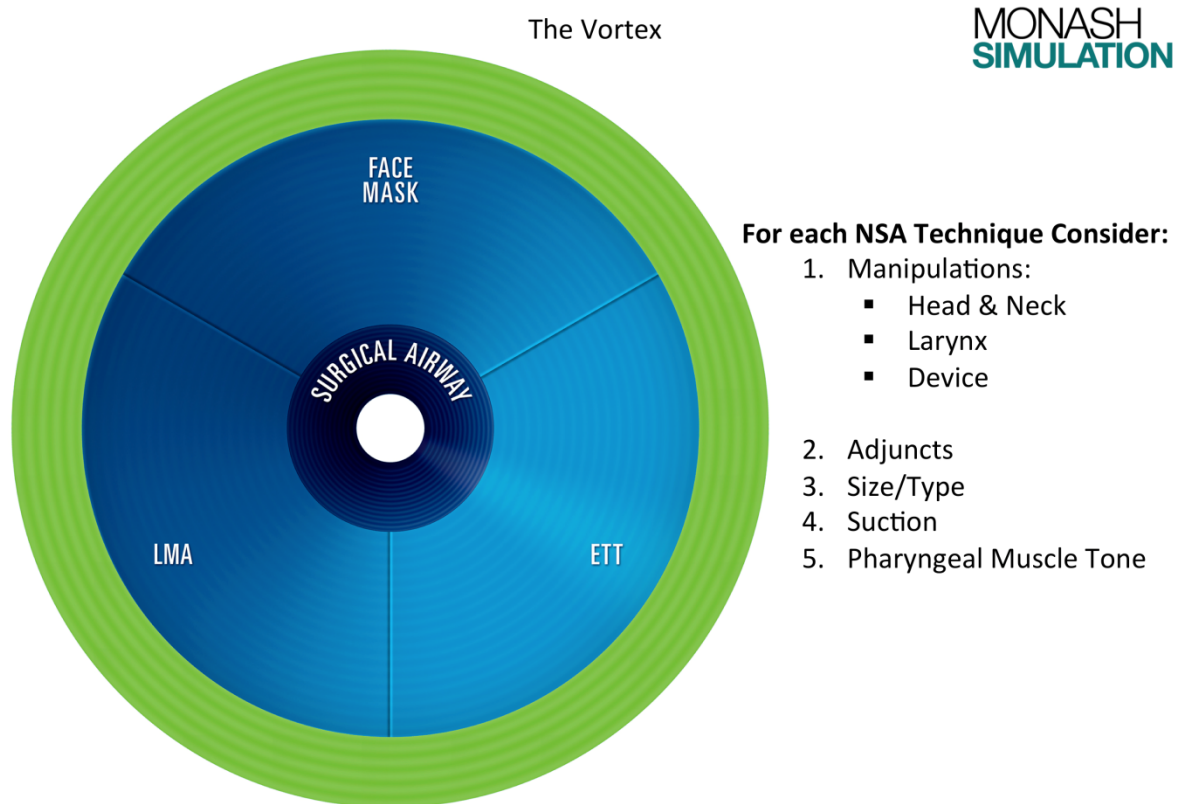 The Vortex
MONASH
SIMULATION
FACE
MASK
SURGICAL AIRWAY
LMA
ETT
For each NSA Technique Consider:
1. Manipulations:
▪ Head & Neck
▪ Larynx
▪ Device
2. Adjuncts
3. Size/Type
4. Suction
5. Pharyngeal Muscle Tone